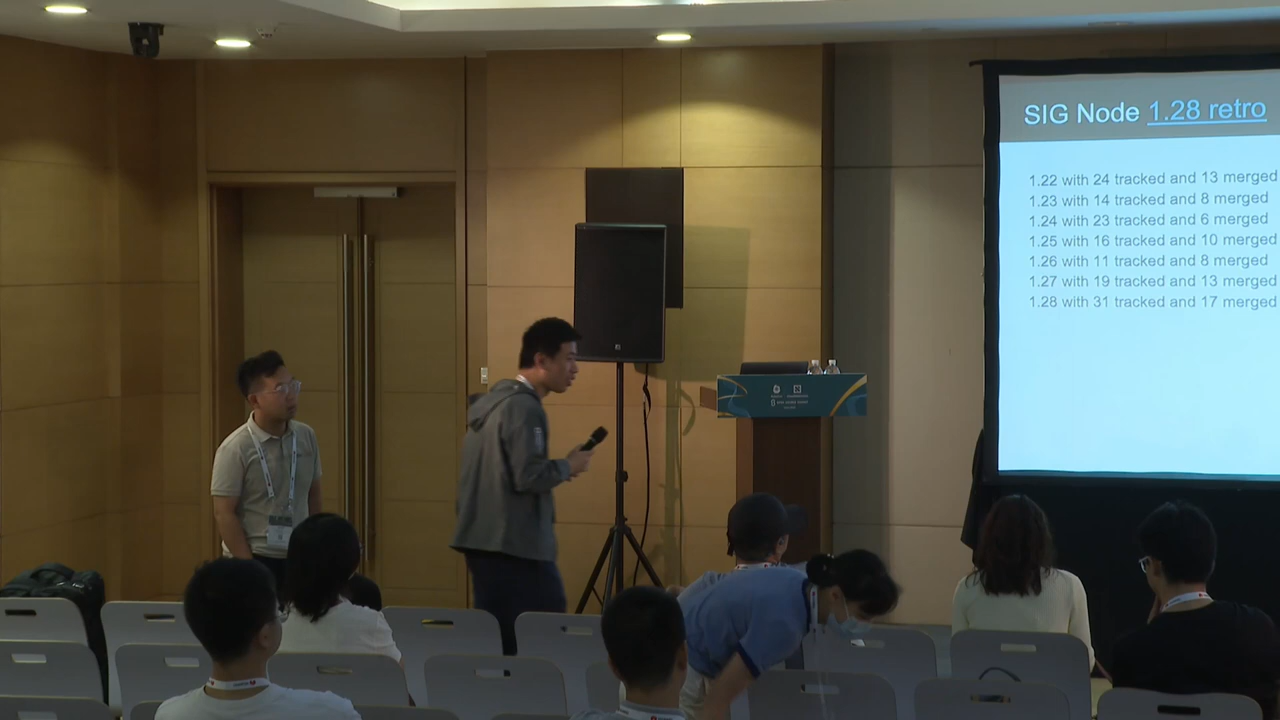 SIG Node 1.28 retro
1.22 with 24 tracked and 13 merged
1.23 with 14 tracked and 8 merged
1.24 with 23 tracked and 6 merged
1.25 with 16 tracked and 10 merged
1.26 with 11 tracked and 8 merged
1.27 with 19 tracked and 13 merged
1.28 with 31 tracked and 17 merged